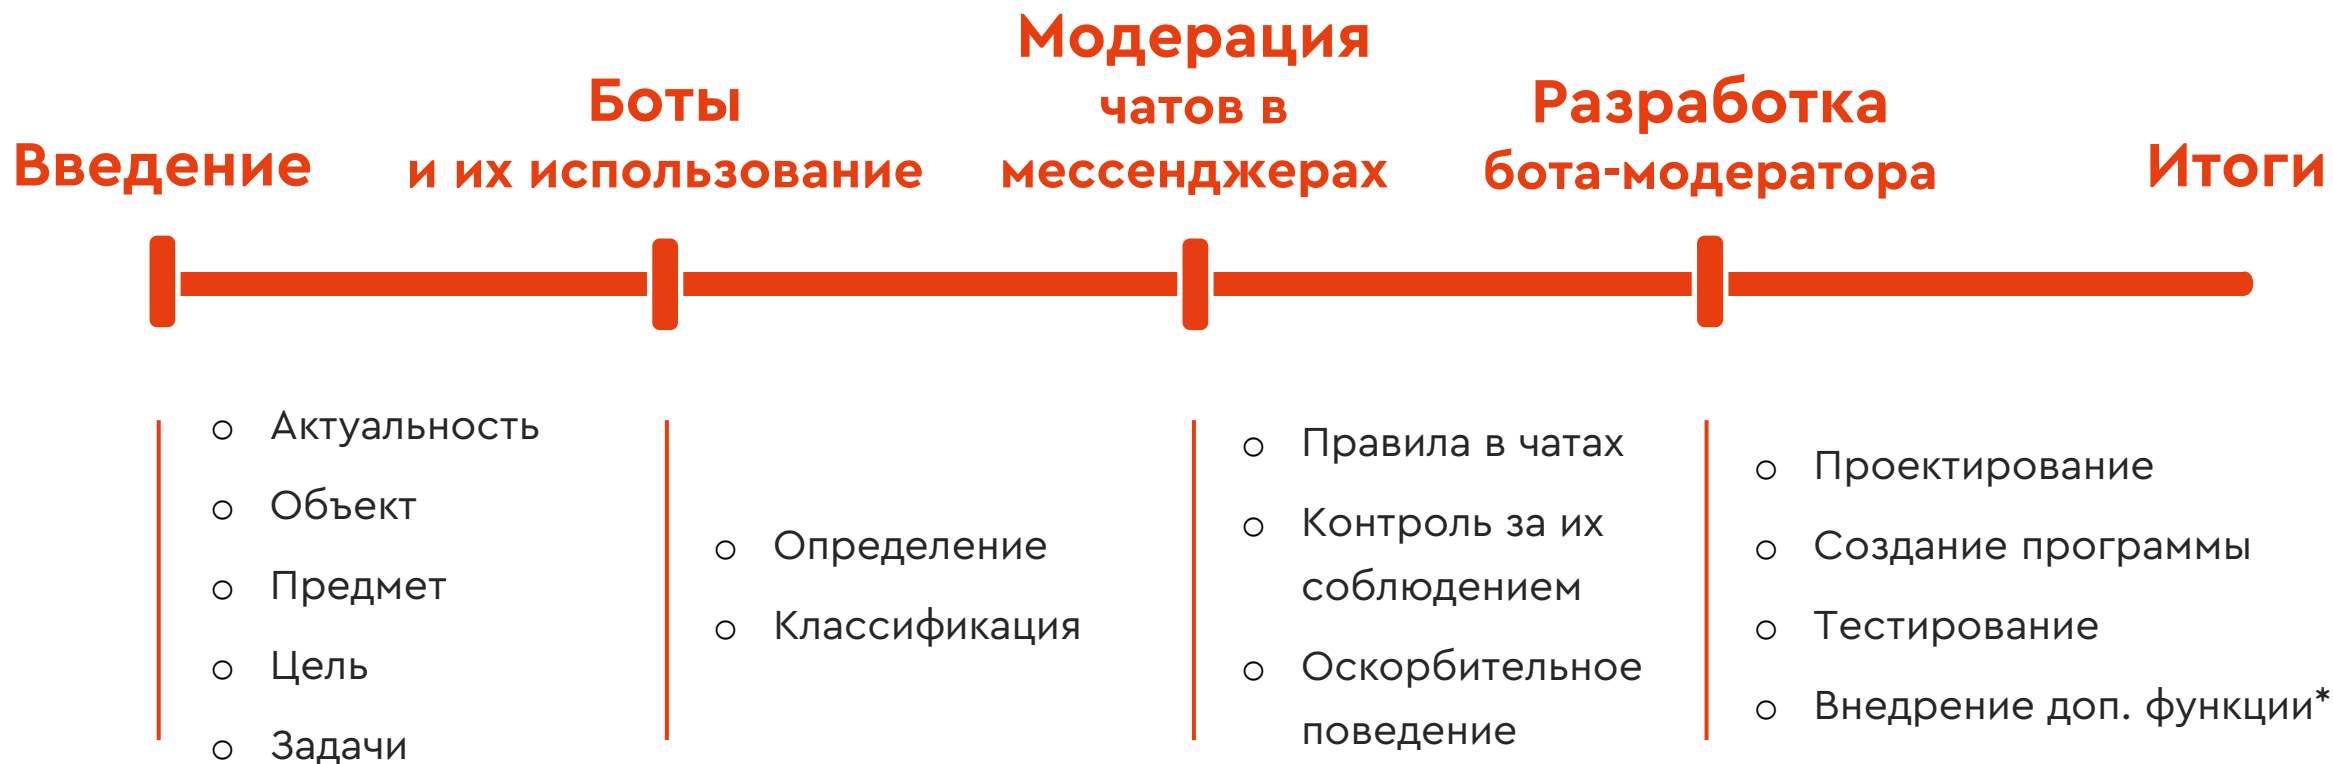 Введение
Боты
и их использование
Модерация
чатов в
мессенджерах
Разработка
бота-модератора
Итоги
Актуальность
Объект
Предмет
Цель
Задачи
Определение
Классификация
Правила в чатах
Контроль за их
соблюдением
Оскорбительное
поведение
Проектирование
Создание программы
Тестирование
Внедрение доп. функции*